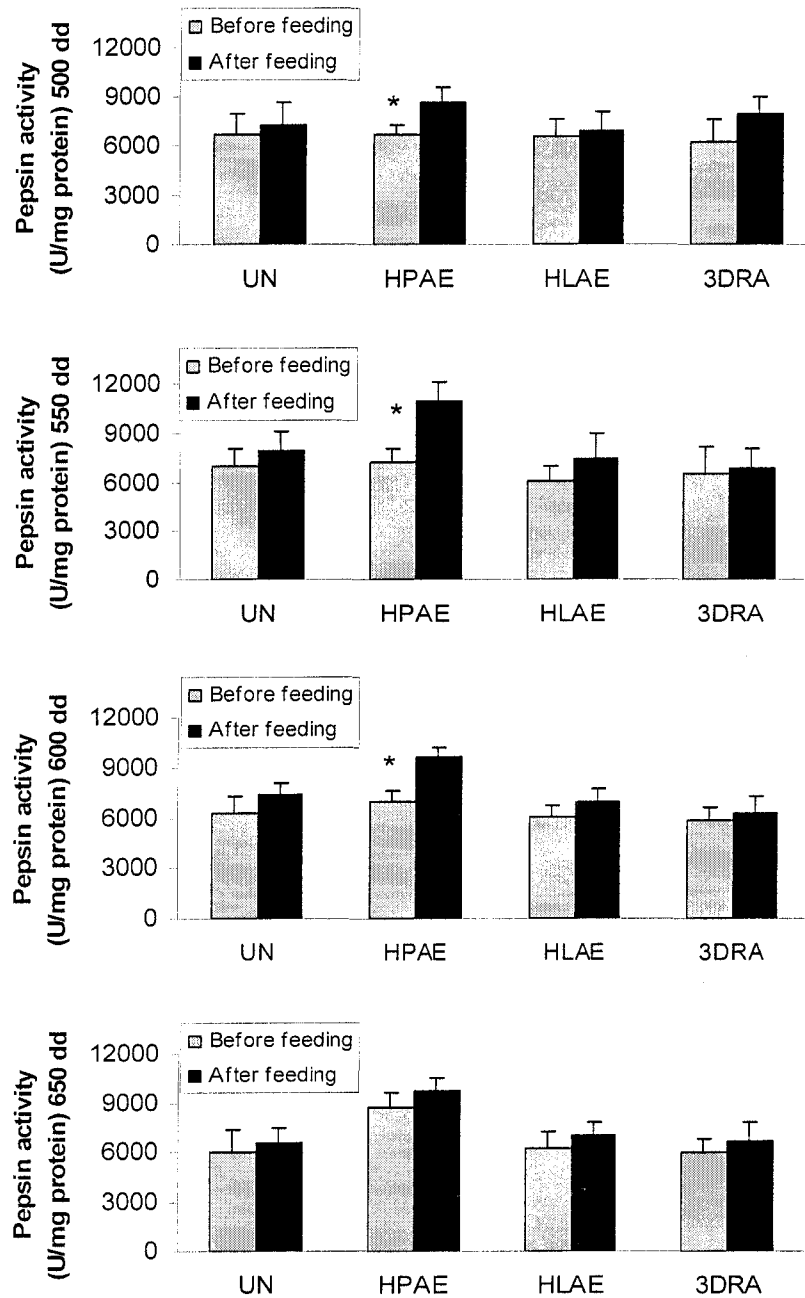 Pepsin activity
(U/mg protein) 500 dd
Before feeding
After feeding
12000
9000
6000
3000
0
*
UN HPAE HLAE 3DRA
Pepsin activity
(U/mg protein) 550 dd
Before feeding
After feeding
12000
9000
6000
3000
0
*
UN HPAE HLAE 3DRA
Pepsin activity
(U/mg protein) 600 dd
Before feeding
After feeding
12000
9000
6000
3000
0
*
UN HPAE HLAE 3DRA
Pepsin activity
(U/mg protein) 650 dd
Before feeding
After feeding
12000
9000
6000
3000
0
UN HPAE HLAE 3DRA